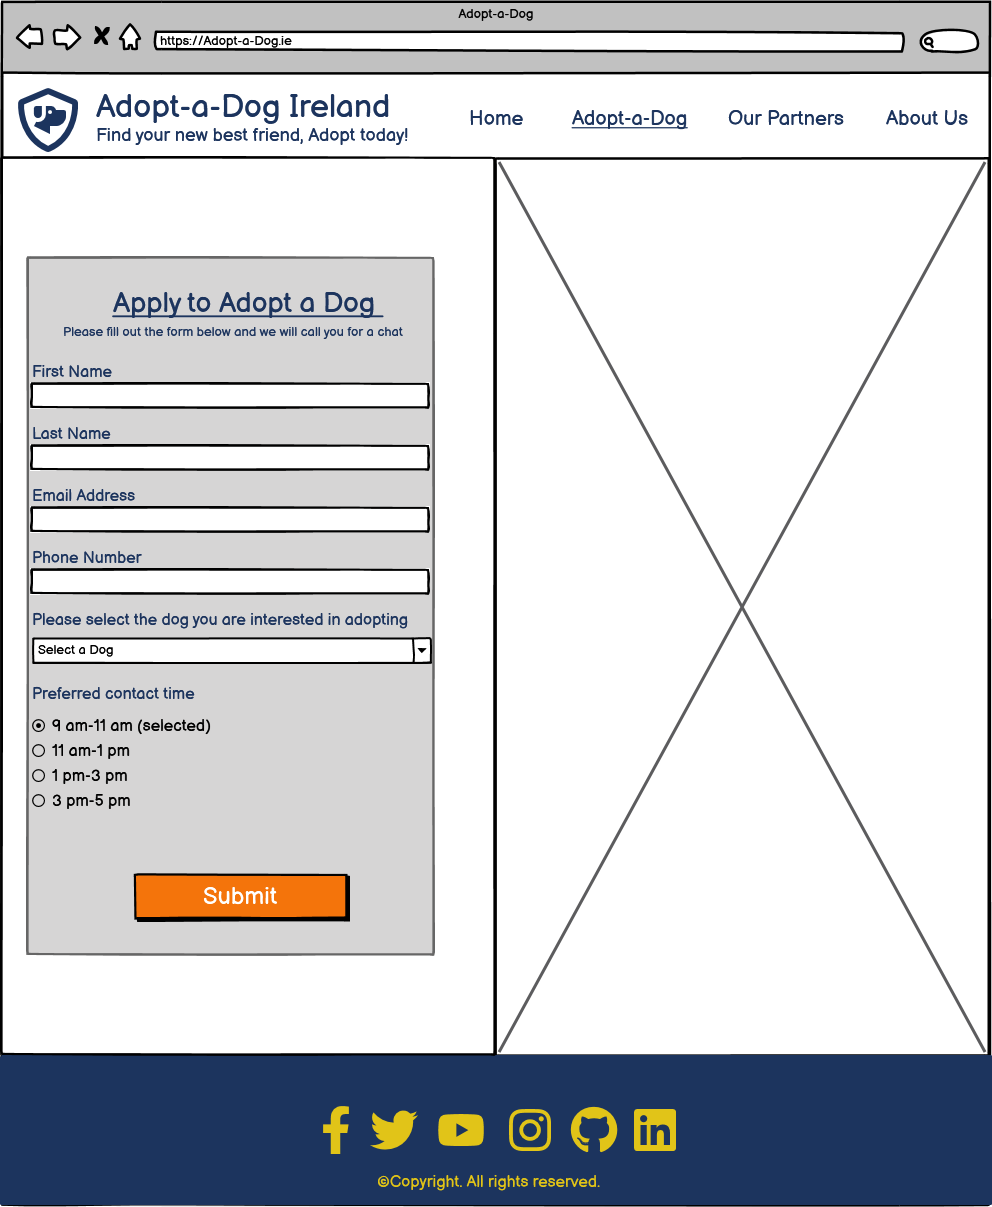 Adopt-a-Dog
https://Adopt-a-Dog.ie
Adopt-a-Dog Ireland
Find your new best friend, Adopt today!
Home Adopt-a-Dog Our Partners About Us
Apply to Adopt a Dog
Please fill out the form below and we will call you for a chat
First Name
Last Name
Email Address
Phone Number
Please select the dog you are interested in adopting
Select a Dog
Preferred contact time
9 am-11 am (selected)
11 am-1 pm
1 pm-3 pm
3 pm-5 pm
Submit
©Copyright. All rights reserved.